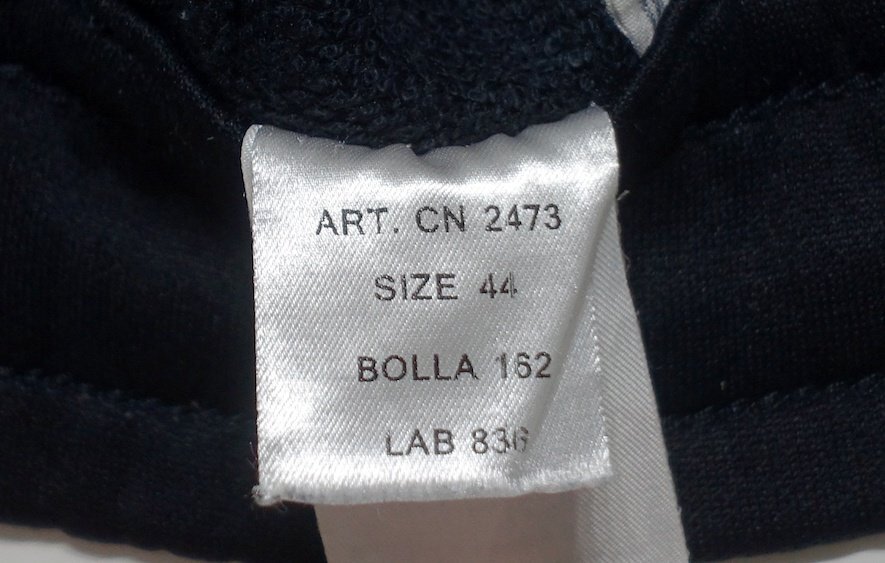 ART. CN 2473
SIZE 44
BOLLA 162
LAB 836